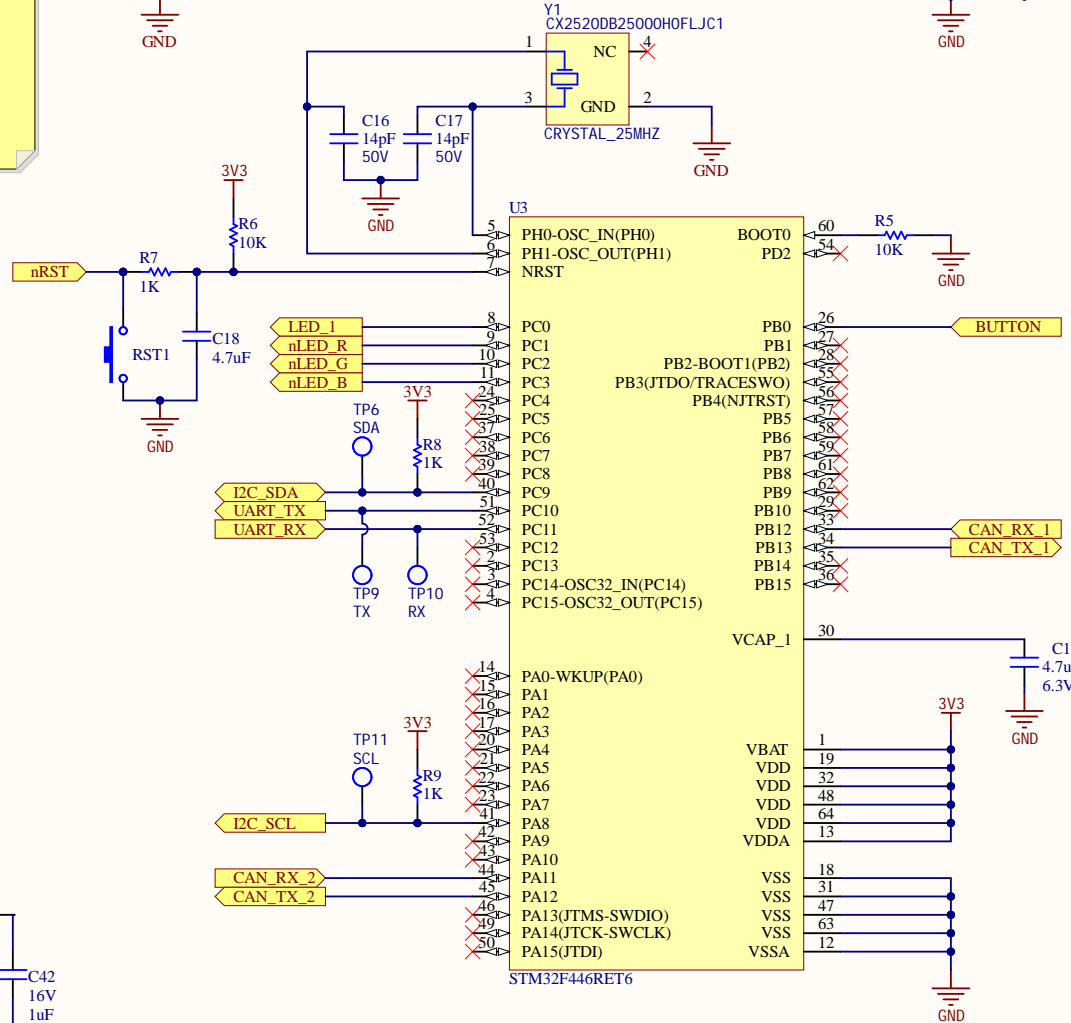 Y1
CX2520DB25000H0FLJC1
GND
GND
1
NC
4
3
GND
2
CRYSTAL_25MHZ
GND
C16
14pF
50V
C17
14pF
50V
GND
3V3
R6
10K
nRST
R7
1K
RST1
C18
4.7uF
GND
U3
5 PH0-OSC_IN(PH0)
6 PH1-OSC_OUT(PH1)
7 NRST
BOOT0 60
PD2 54
R5
10K
GND
LED_1 8 PC0
nLED_R 9 PC1
nLED_G 10 PC2
nLED_B 11 PC3
24 PC4
25 PC5
37 PC6
38 PC7
39 PC8
3V3
R8
1K
TP6
SDA
I2C_SDA 40 PC9
UART_TX 51 PC10
UART_RX 52 PC11
53 PC12
2 PC13
3 PC14-OSC32_IN(PC14)
4 PC15-OSC32_OUT(PC15)
TP9
TX
TP10
RX
PB0 26 BUTTON
PB1 27
PB2-BOOT1(PB2) 28
PB3(JTDO/TRACESWO) 55
PB4(NJTRST) 56
PB5 57
PB6 58
PB7 59
PB8 61
PB9 62
PB10 29
PB12 33 CAN_RX_1
PB13 34 CAN_TX_1
PB14 35
PB15 36
VCAP_1 30
4.7u
6.3V
GND
14 PA0-WKUP(PA0)
15 PA1
16 PA2
17 PA3
20 PA4
21 PA5
22 PA6
23 PA7
3V3
R9
1K
TP11
SCL
I2C_SCL 41 PA8
42 PA9
43 PA10
CAN_RX_2 44 PA11
CAN_TX_2 45 PA12
46 PA13(JTMS-SWDIO)
49 PA14(JTCK-SWCLK)
50 PA15(JTDI)
3V3
VBAT 1
VDD 19
VDD 32
VDD 48
VDD 64
VDDA 13
VSS 18
VSS 31
VSS 47
VSS 63
VSSA 12
GND
STM32F446RET6
C42
16V
1uF